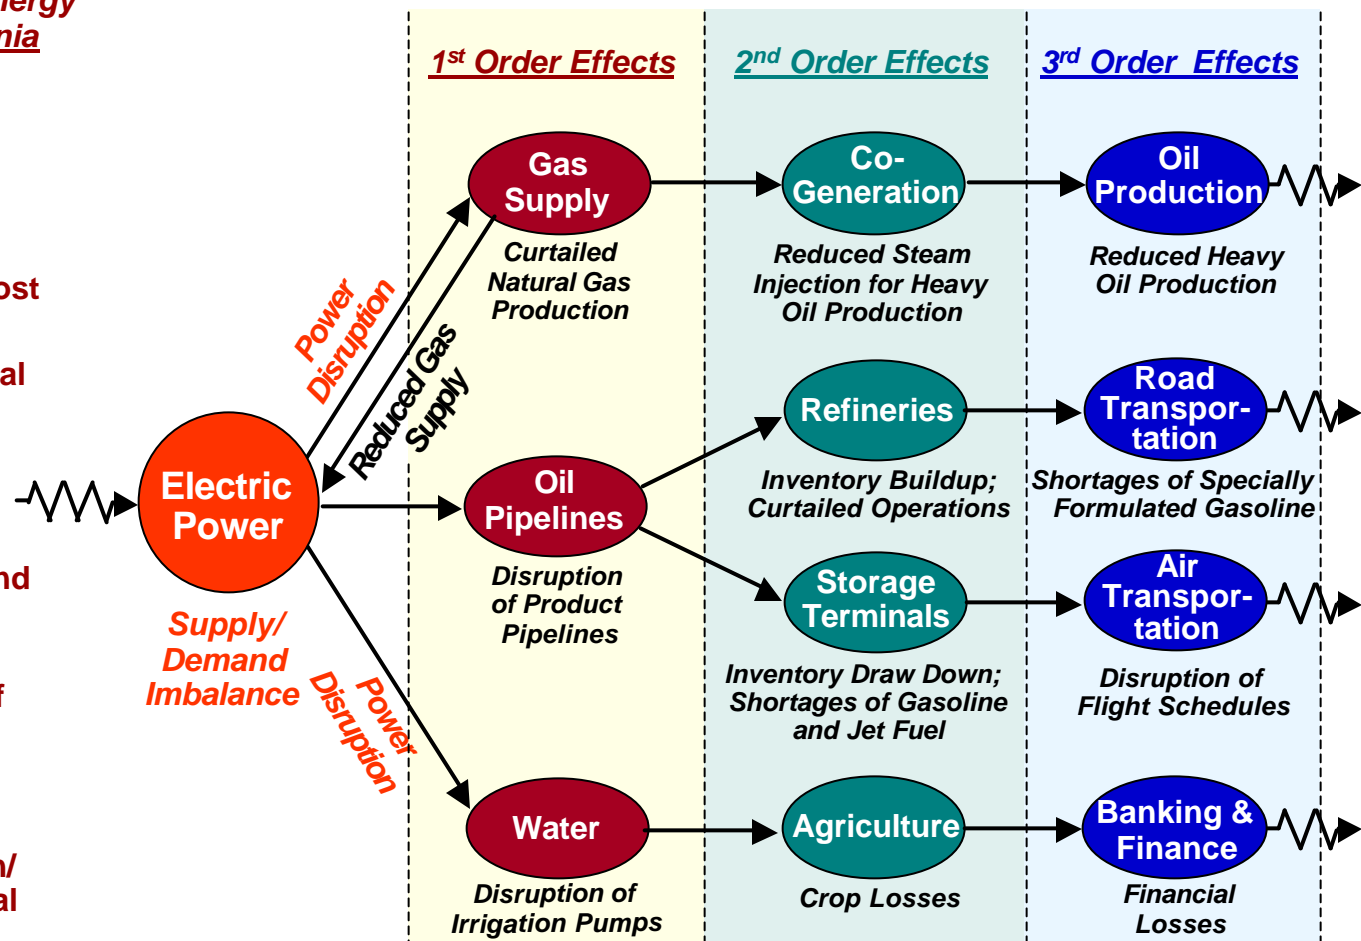 nergy
nia
ost
al
nd
f
n/
al
1st Order Effects
2nd Order Effects
3rd Order Effects
Electric
Power
Supply/
Demand
Imbalance
Power
Disruption
Reduced Gas
Supply
Power
Disruption
Gas
Supply
Curtailed
Natural Gas
Production
Co-
Generation
Reduced Steam
Injection for Heavy
Oil Production
Oil
Production
Reduced Heavy
Oil Production
Oil
Pipelines
Disruption
of Product
Pipelines
Refineries
Inventory Buildup;
Curtailed Operations
Road
Transpor-
tation
Shortages of Specially
Formulated Gasoline
Storage
Terminals
Inventory Draw Down;
Shortages of Gasoline
and Jet Fuel
Air
Transpor-
tation
Disruption of
Flight Schedules
Water
Disruption of
Irrigation Pumps
Agriculture
Crop Losses
Banking &
Finance
Financial
Losses